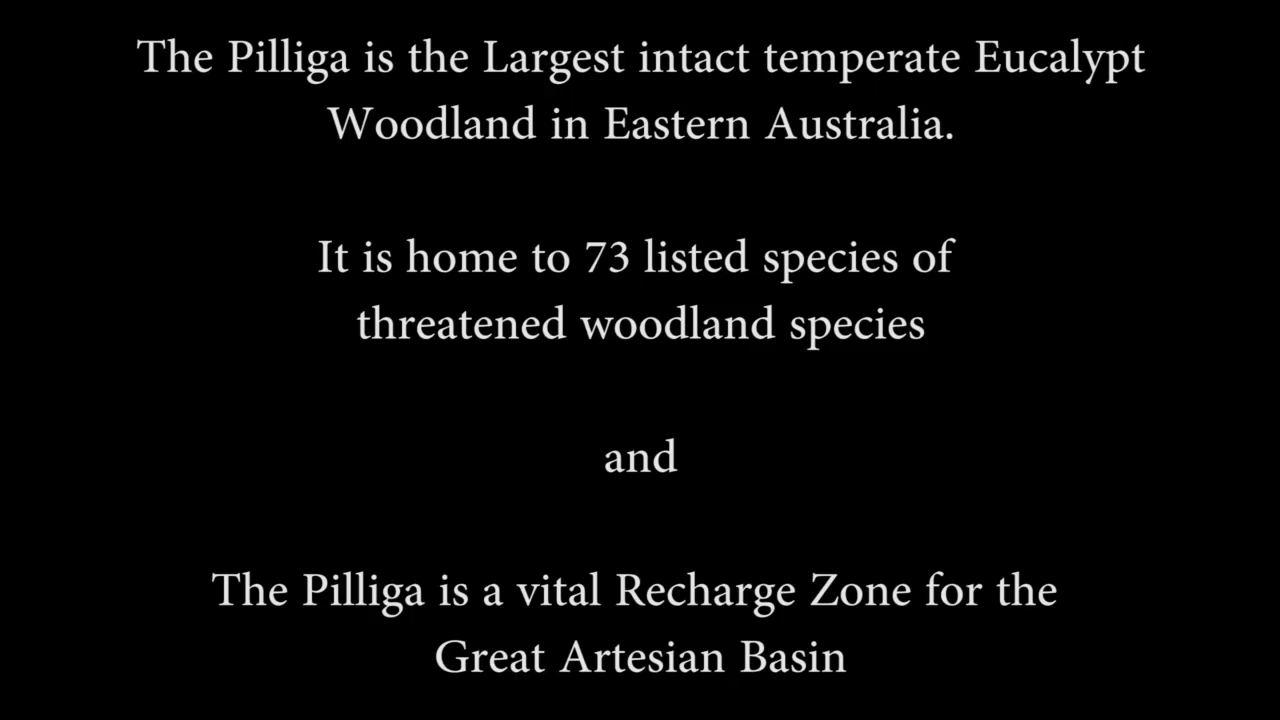 The Pilliga is the Largest intact temperate Eucalypt
Woodland in Eastern Australia.
It is home to 73 listed species of
threatened woodland species
and
The Pilliga is a vital Recharge Zone for the
Great Artesian Basin